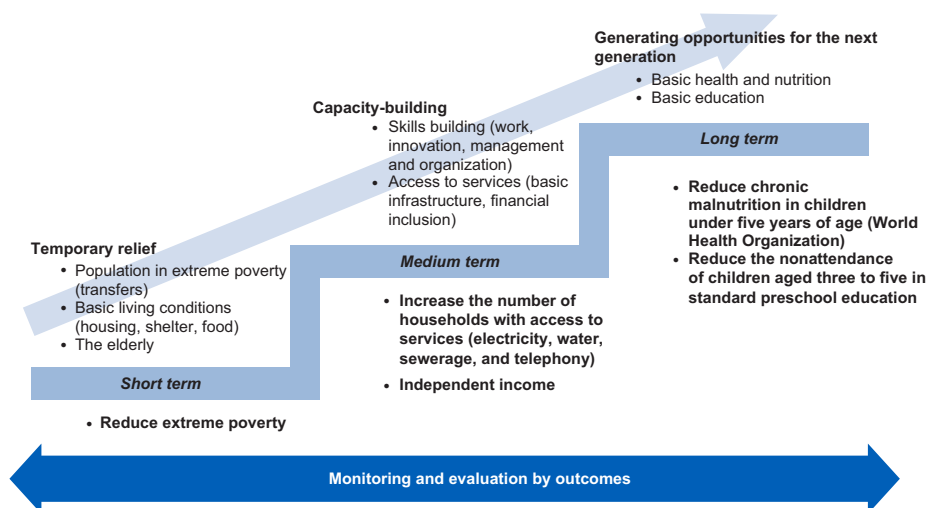 Generating opportunities for the next
generation
• Basic health and nutrition
• Basic education
Capacity-building
• Skills building (work,
innovation, management
and organization)
• Access to services (basic
infrastructure, financial
inclusion)
Long term
• Reduce chronic
malnutrition in children
under five years of age (World
Health Organization)
• Reduce the nonattendance
of children aged three to five in
standard preschool education
Temporary relief
• Population in extreme poverty
(transfers)
• Basic living conditions
(housing, shelter, food)
• The elderly
Medium term
• Increase the number of
households with access to
services (electricity, water,
sewerage, and telephony)
• Independent income
Short term
• Reduce extreme poverty
Monitoring and evaluation by outcomes